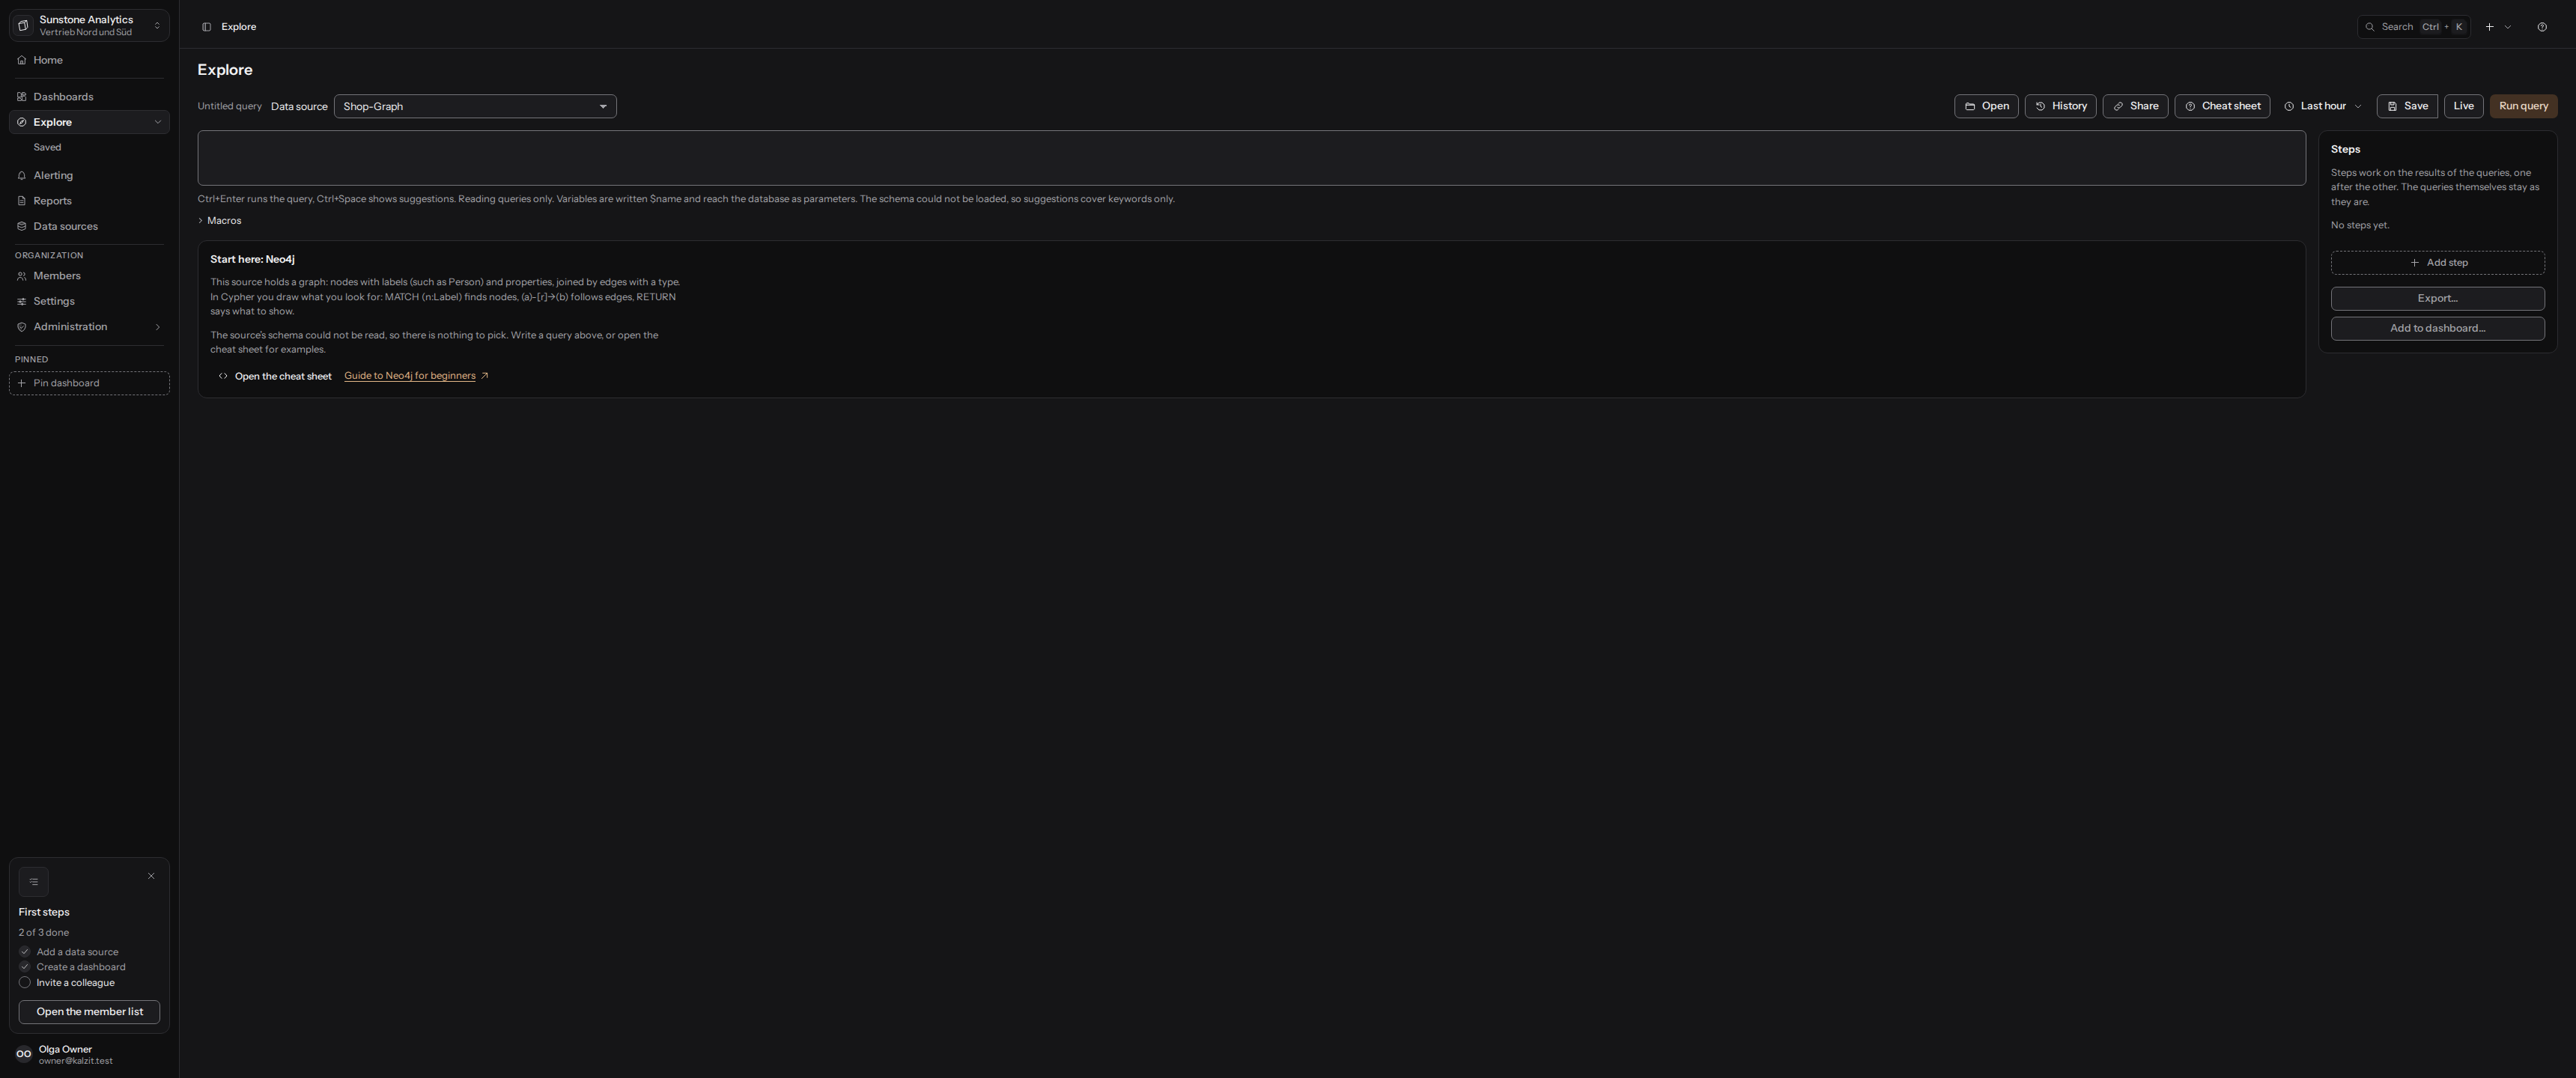 Sunstone Analytics
Vertrieb Nord und Süd
Home
Dashboards
Explore
Saved
Alerting
Reports
Data sources
ORGANIZATION
Members
Settings
Administration
PINNED
Pin dashboard
First steps
2 of 3 done
Add a data source
Create a dashboard
Invite a colleague
Open the member list
OO
Olga Owner
owner@kalzit.test
Explore
Search Ctrl + K
Explore
Untitled query Data source Shop-Graph
Open History Share Cheat sheet Last hour Save Live Run query
Ctrl+Enter runs the query, Ctrl+Space shows suggestions. Reading queries only. Variables are written $name and reach the database as parameters. The schema could not be loaded, so suggestions cover keywords only.
Macros
Start here: Neo4j
This source holds a graph: nodes with labels (such as Person) and properties, joined by edges with a type.
In Cypher you draw what you look for: MATCH (n:Label) finds nodes, (a)-[r]->(b) follows edges, RETURN
says what to show.
The source's schema could not be read, so there is nothing to pick. Write a query above, or open the
cheat sheet for examples.
Open the cheat sheet Guide to Neo4j for beginners
Steps
Steps work on the results of the queries, one
after the other. The queries themselves stay as
they are.
No steps yet.
Add step
Export…
Add to dashboard…